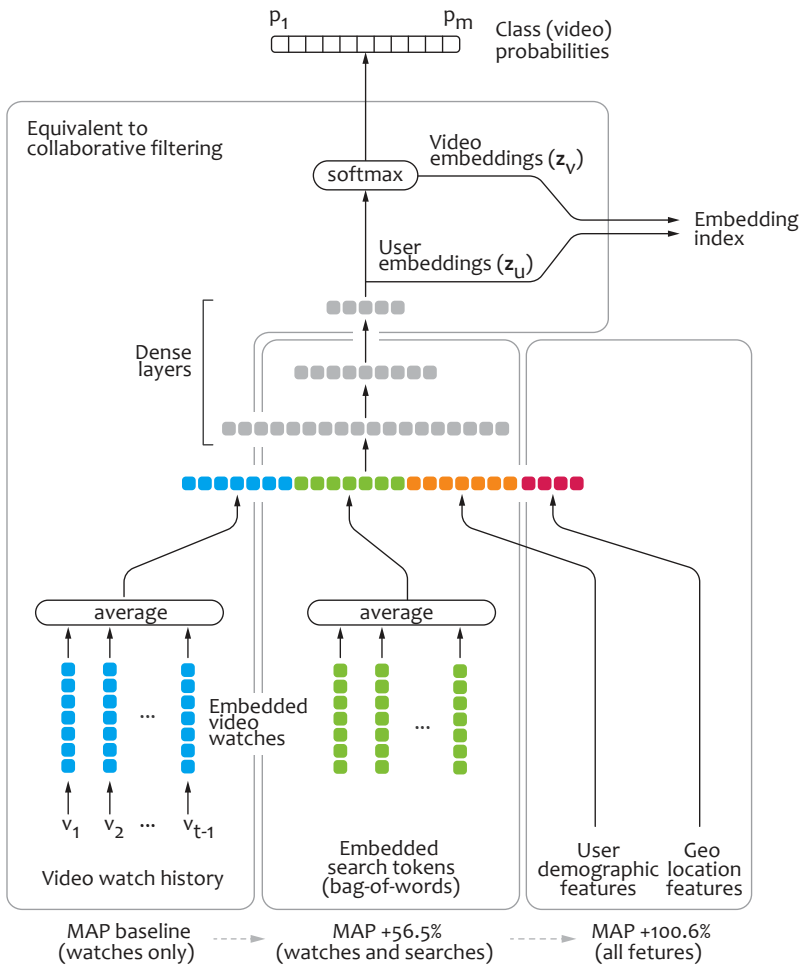 p1 pm
Class (video)
probabilities
Equivalent to
collaborative filtering
Video
embeddings (zv)
softmax
Embedding
index
User
embeddings (zu)
Dense
layers
average
average
Embedded
video
watches
...
...
v1 v2 ... vt-1
Video watch history
Embedded
search tokens
(bag-of-words)
User
demographic
features
Geo
location
features
MAP baseline
(watches only)
MAP +56.5%
(watches and searches)
MAP +100.6%
(all fetures)